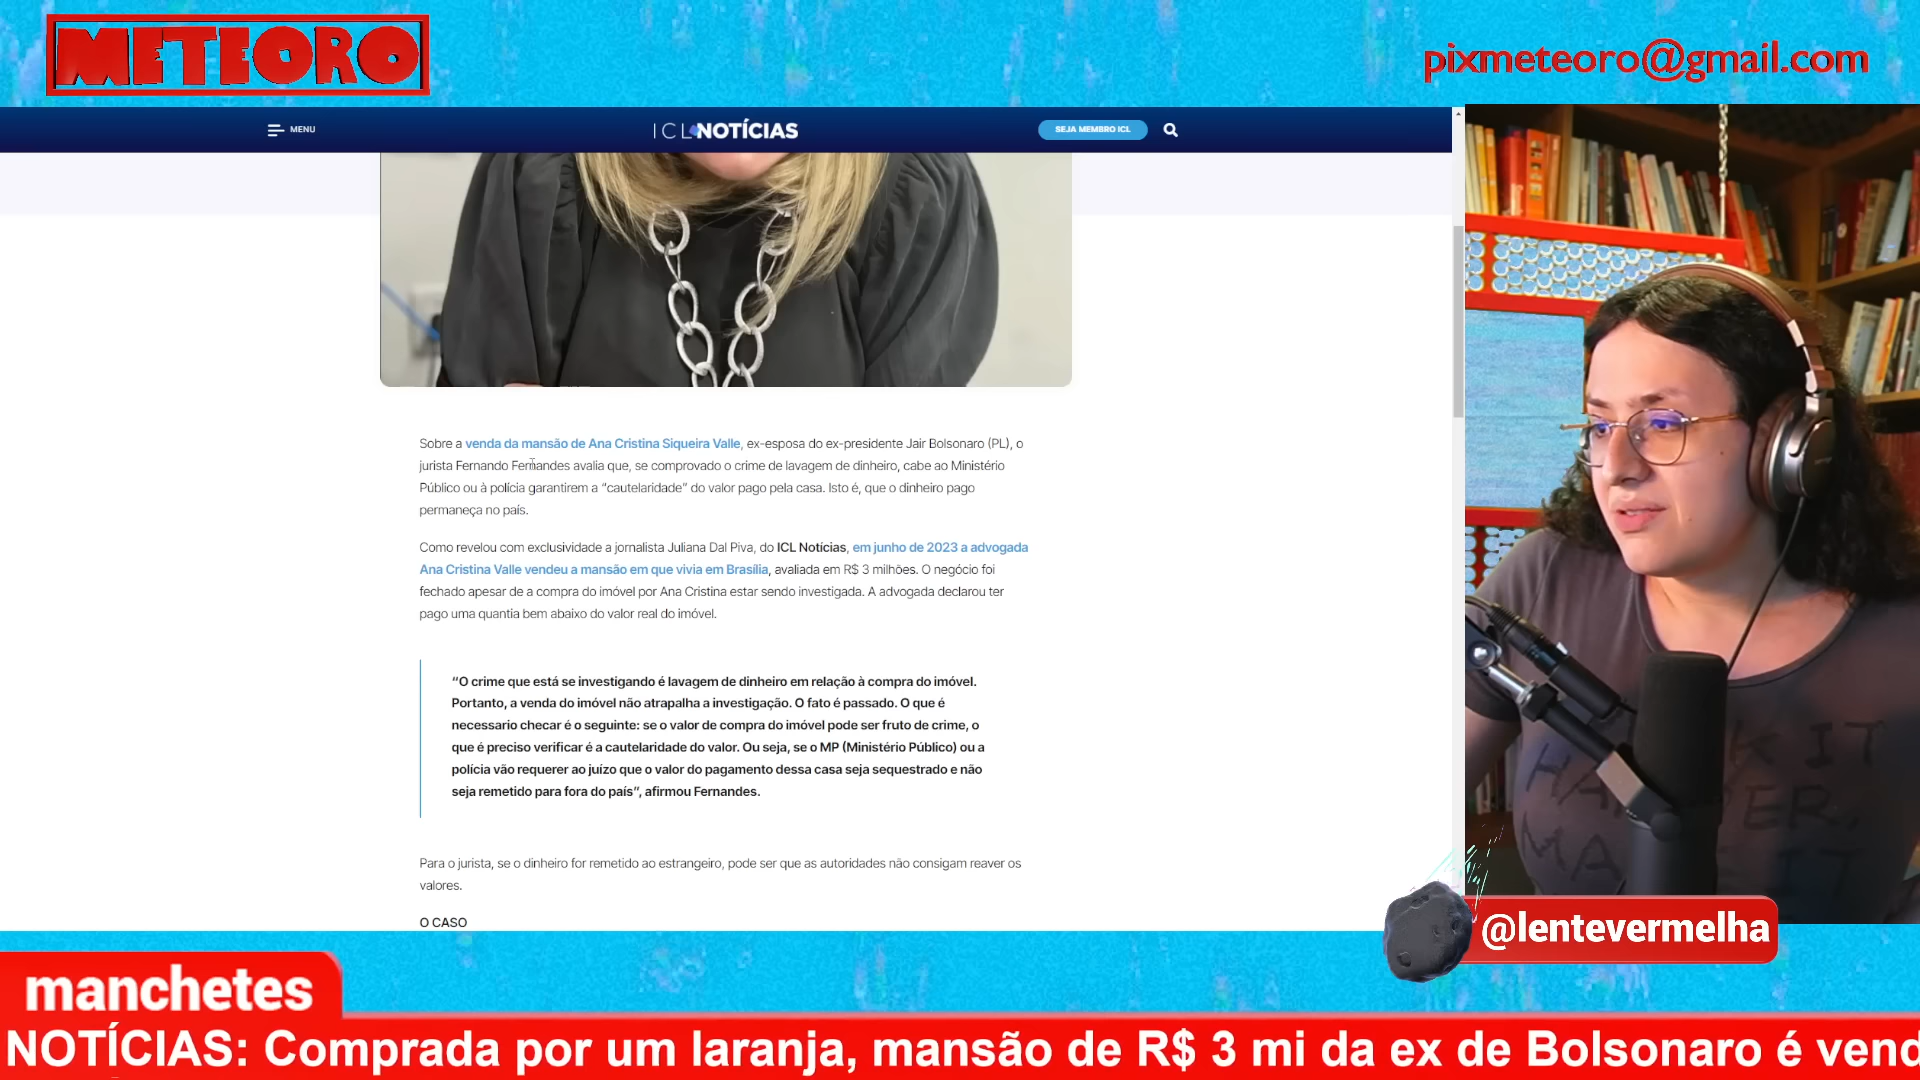 METEORO
pixmeteoro@gmail.com
MENU
ICL NOTÍCIAS
SEJA MEMBRO ICL
Sobre a venda da mansão de Ana Cristina Siqueira Valle, ex-esposa do ex-presidente Jair Bolsonaro (PL), o
jurista Fernando Fernandes avalia que, se comprovado o crime de lavagem de dinheiro, cabe ao Ministério
Público ou à polícia garantirem a “cautelaridade” do valor pago pela casa. Isto é, que o dinheiro pago
permaneça no país.
Como revelou com exclusividade a jornalista Juliana Dal Piva, do ICL Notícias, em junho de 2023 a advogada
Ana Cristina Valle vendeu a mansão em que vivia em Brasília, avaliada em R$ 3 milhões. O negócio foi
fechado apesar de a compra do imóvel por Ana Cristina estar sendo investigada. A advogada declarou ter
pago uma quantia bem abaixo do valor real do imóvel.
“O crime que está se investigando é lavagem de dinheiro em relação à compra do imóvel.
Portanto, a venda do imóvel não atrapalha a investigação. O fato é passado. O que é
necessario checar é o seguinte: se o valor de compra do imóvel pode ser fruto de crime, o
que é preciso verificar é a cautelaridade do valor. Ou seja, se o MP (Ministério Público) ou a
polícia vão requerer ao juízo que o valor do pagamento dessa casa seja sequestrado e não
seja remetido para fora do país”, afirmou Fernandes.
Para o jurista, se o dinheiro for remetido ao estrangeiro, pode ser que as autoridades não consigam reaver os
valores.
O CASO
@lentevermelha
manchetes
NOTÍCIAS: Comprada por um laranja, mansão de R$ 3 mi da ex de Bolsonaro é vend